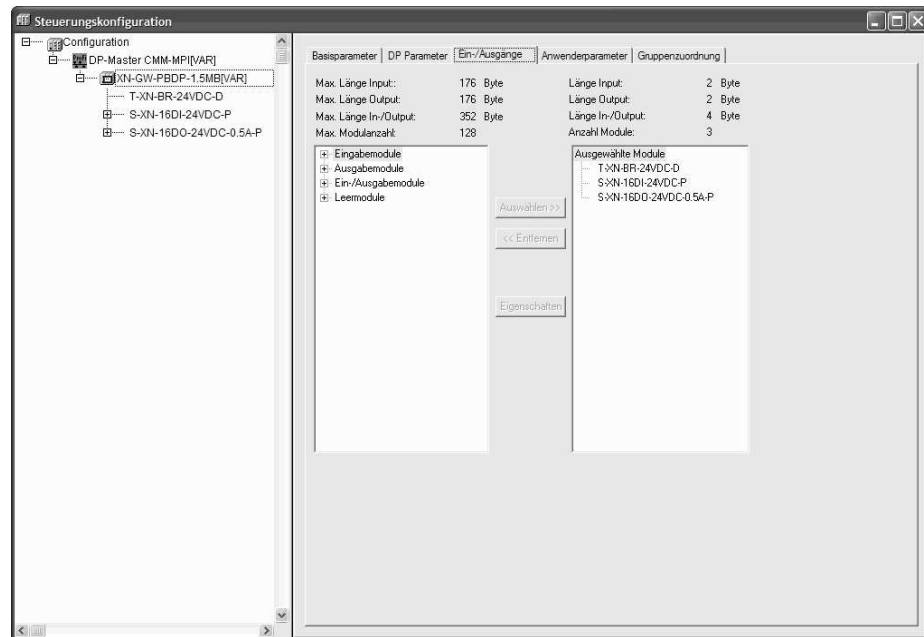 Steuerungskonfiguration
Configuration
DP-Master CMM-MPI[VAR]
XN-GW-PBDP-1.5MB[VAR]
T-XN-BR-24VDC-D
S-XN-16DI-24VDC-P
S-XN-16DO-24VDC-0.5A-P
Basisparameter DP Parameter Ein-/Ausgänge Anwenderparameter Gruppenzuordnung
Max. Länge Input:: 176 Byte Länge Input: 2 Byte
Max. Länge Output: 176 Byte Länge Output: 2 Byte
Max. Länge In-/Output: 352 Byte Länge In-/Output: 4 Byte
Max. Modulanzahl: 128 Anzahl Module: 3
Eingabemodule
Ausgabemodule
Ein-/Ausgabemodule
Leermodule
Auswählen >>
<< Entfernen
Eigenschaften
Ausgewählte Module
T-XN-BR-24VDC-D
S-XN-16DI-24VDC-P
S-XN-16DO-24VDC-0.5A-P